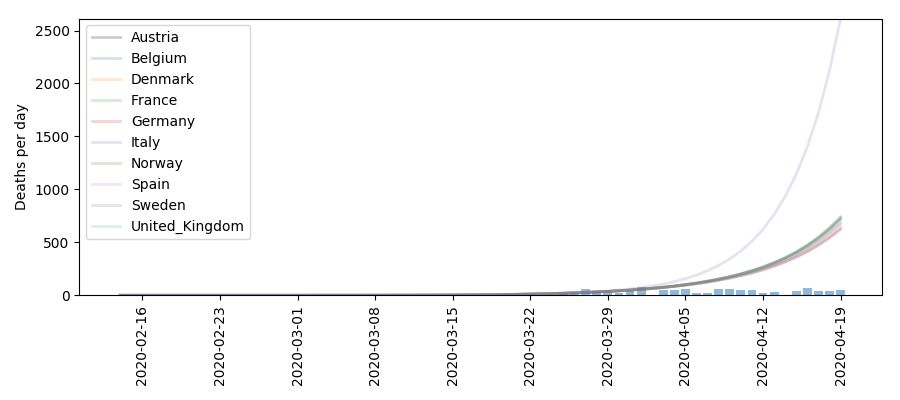 Deaths per day
2500
2000
1500
1000
500
0
Austria
Belgium
Denmark
France
Germany
Italy
Norway
Spain
Sweden
United_Kingdom
2020-02-16
2020-02-23
2020-03-01
2020-03-08
2020-03-15
2020-03-22
2020-03-29
2020-04-05
2020-04-12
2020-04-19